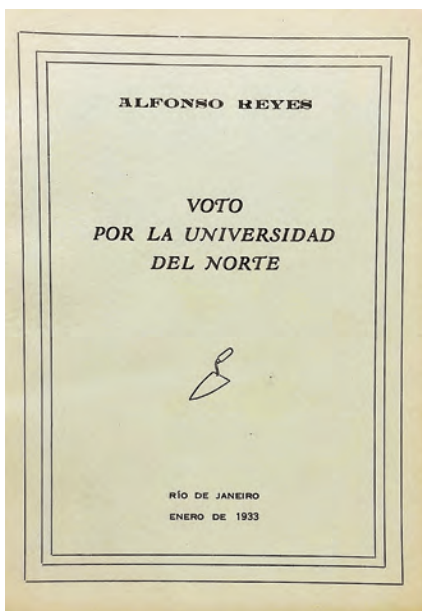 ALFONSO REYES
VOTO
POR LA UNIVERSIDAD
DEL NORTE
RÍO DE JANEIRO
ENERO DE 1933